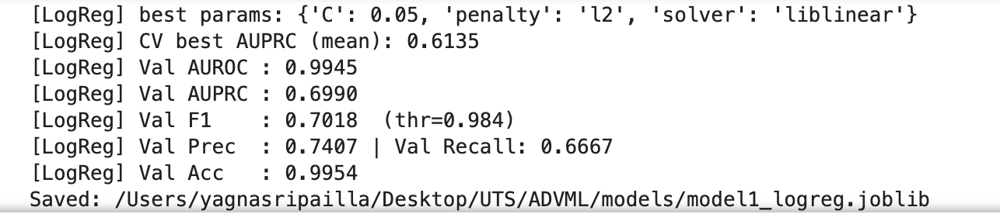 [LogReg] best params: {'C': 0.05, 'penalty': 'l2', 'solver': 'liblinear'}
[LogReg] CV best AUPRC (mean): 0.6135
[LogReg] Val AUROC : 0.9945
[LogReg] Val AUPRC : 0.6990
[LogReg] Val F1    : 0.7018  (thr=0.984)
[LogReg] Val Prec  : 0.7407 | Val Recall: 0.6667
[LogReg] Val Acc   : 0.9954
Saved: /Users/yagnasripailla/Desktop/UTS/ADVML/models/model1_logreg.joblib